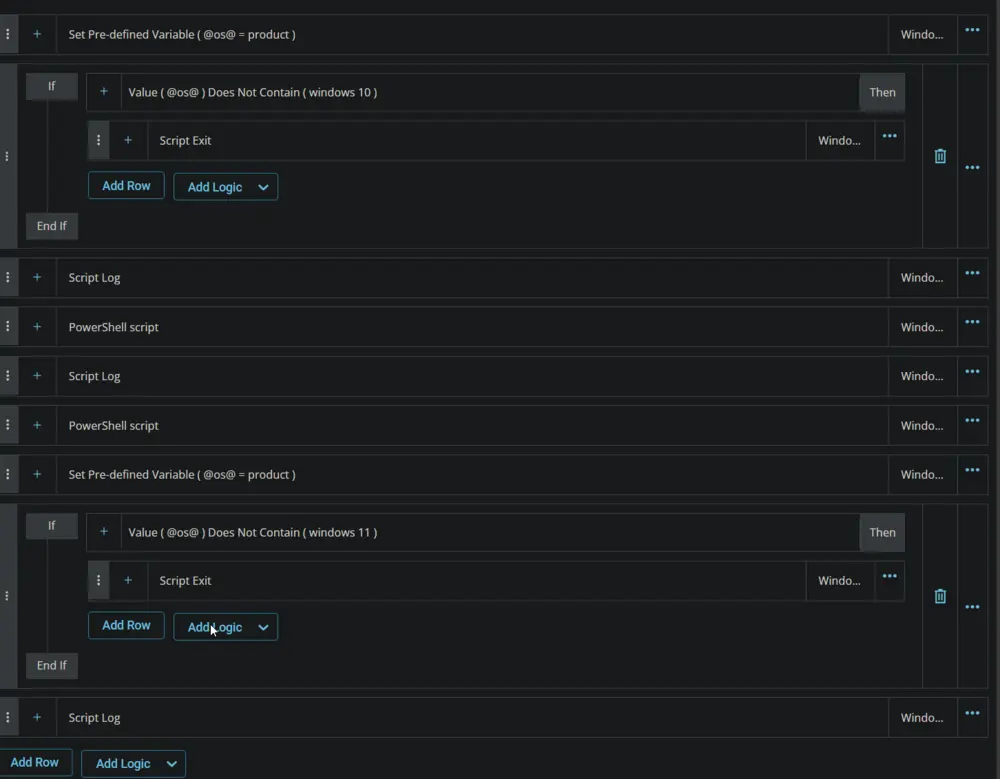 Set Pre-defined Variable ( @os@ = product ) Windo...
If
Value ( @os@ ) Does Not Contain ( windows 10 ) Then
Script Exit Windo...
Add Row Add Logic
End If
Script Log Windo...
PowerShell script Windo...
Script Log Windo...
PowerShell script Windo...
Set Pre-defined Variable ( @os@ = product ) Windo...
If
Value ( @os@ ) Does Not Contain ( windows 11 ) Then
Script Exit Windo...
Add Row Add Logic
End If
Script Log Windo...
Add Row Add Logic